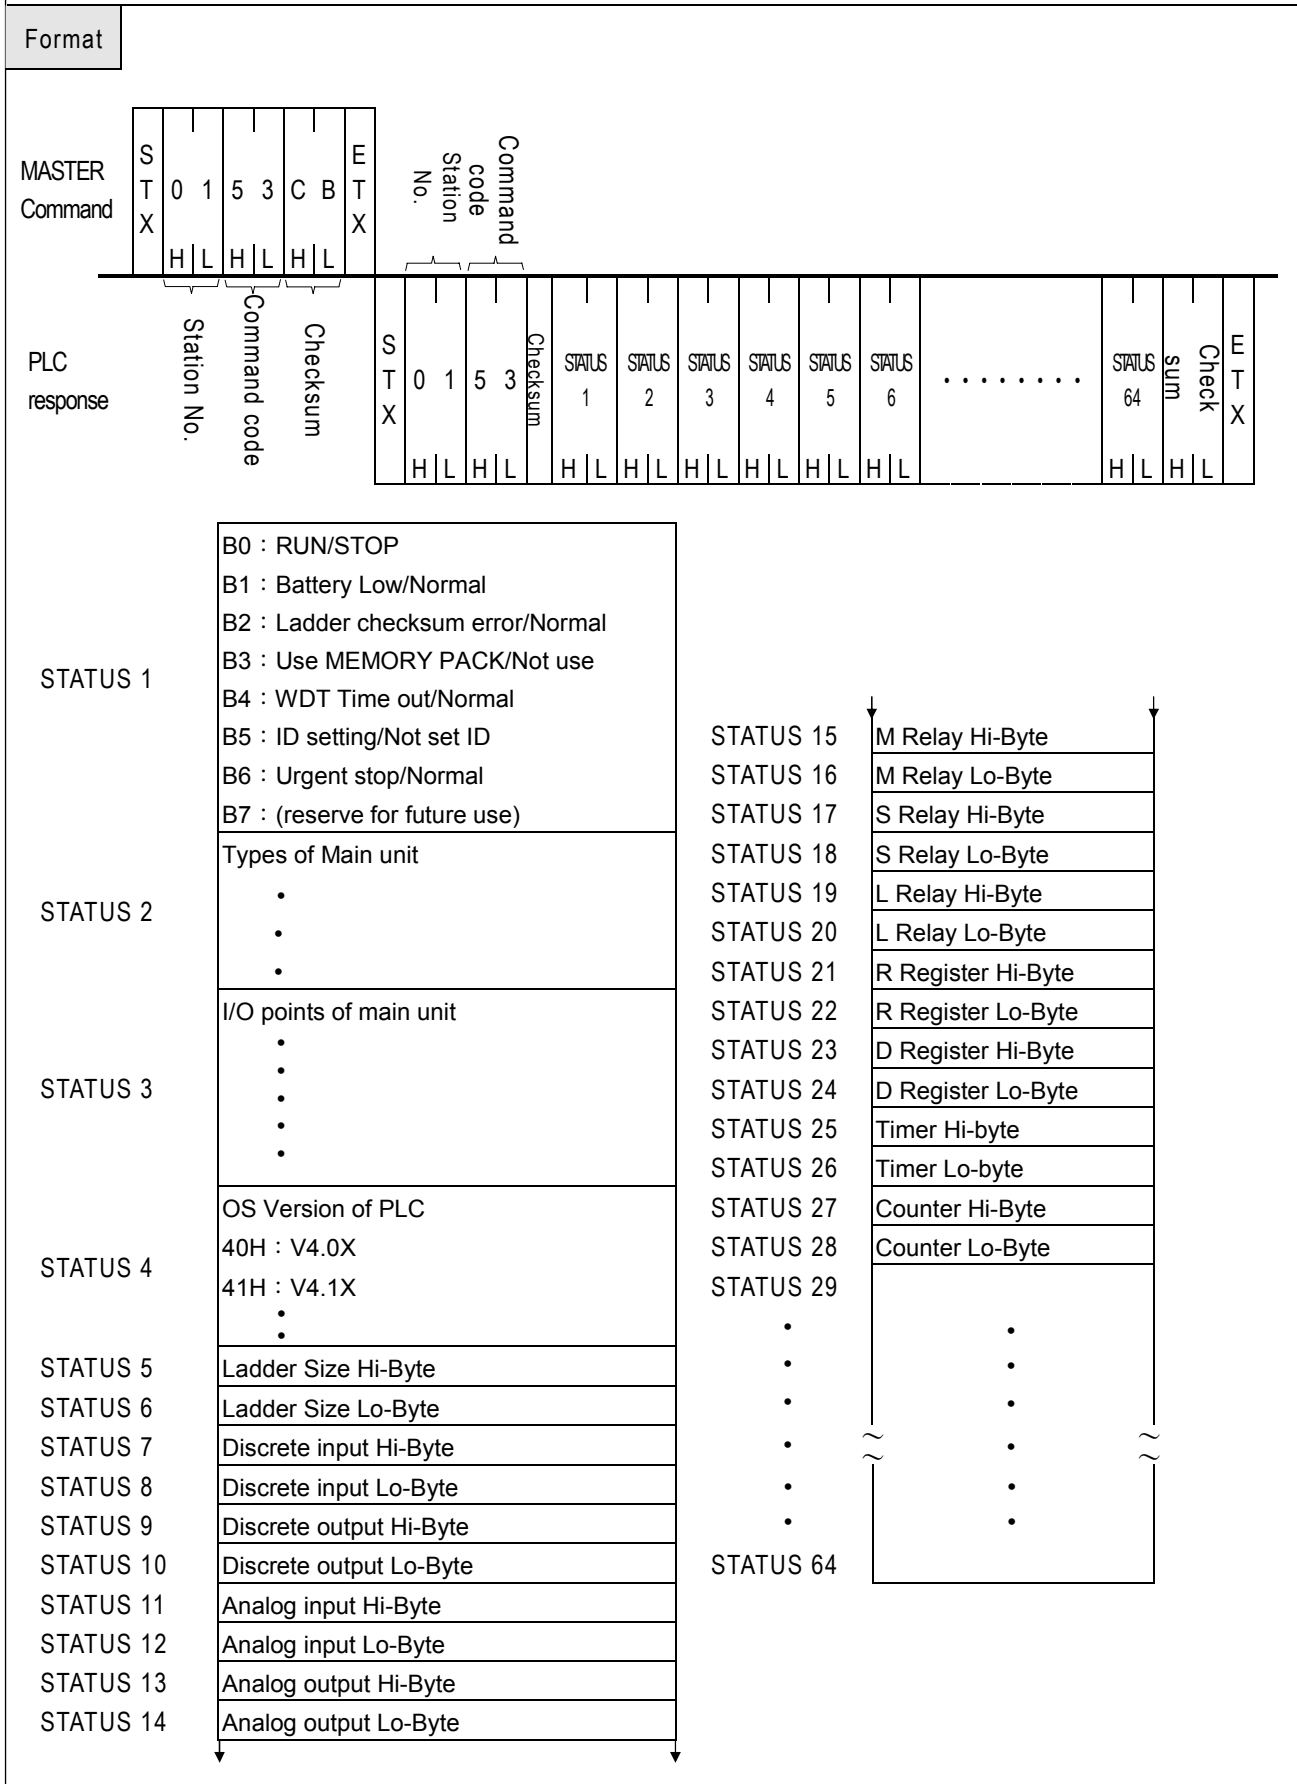 Format
MASTER
Command
S
T
X
0 1
5 3
C B
E
T
X
H L H L H L
Station No.
Command code
Checksum
Station
No.
Command
code
PLC
response
S
T
X
0 1
5 3
Checksum
STATUS
1
STATUS
2
STATUS
3
STATUS
4
STATUS
5
STATUS
6
. . . . . . . .
STATUS
64
Check
sum
E
T
X
H L H L H L H L H L H L H L H L H L H L
STATUS 1
B0：RUN/STOP
B1：Battery Low/Normal
B2：Ladder checksum error/Normal
B3：Use MEMORY PACK/Not use
B4：WDT Time out/Normal
B5：ID setting/Not set ID
B6：Urgent stop/Normal
B7：(reserve for future use)
STATUS 2
Types of Main unit
STATUS 3
I/O points of main unit
STATUS 4
OS Version of PLC
40H：V4.0X
41H：V4.1X
STATUS 5 Ladder Size Hi-Byte
STATUS 6 Ladder Size Lo-Byte
STATUS 7 Discrete input Hi-Byte
STATUS 8 Discrete input Lo-Byte
STATUS 9 Discrete output Hi-Byte
STATUS 10 Discrete output Lo-Byte
STATUS 11 Analog input Hi-Byte
STATUS 12 Analog input Lo-Byte
STATUS 13 Analog output Hi-Byte
STATUS 14 Analog output Lo-Byte
STATUS 15 M Relay Hi-Byte
STATUS 16 M Relay Lo-Byte
STATUS 17 S Relay Hi-Byte
STATUS 18 S Relay Lo-Byte
STATUS 19 L Relay Hi-Byte
STATUS 20 L Relay Lo-Byte
STATUS 21 R Register Hi-Byte
STATUS 22 R Register Lo-Byte
STATUS 23 D Register Hi-Byte
STATUS 24 D Register Lo-Byte
STATUS 25 Timer Hi-byte
STATUS 26 Timer Lo-byte
STATUS 27 Counter Hi-Byte
STATUS 28 Counter Lo-Byte
STATUS 29
STATUS 64